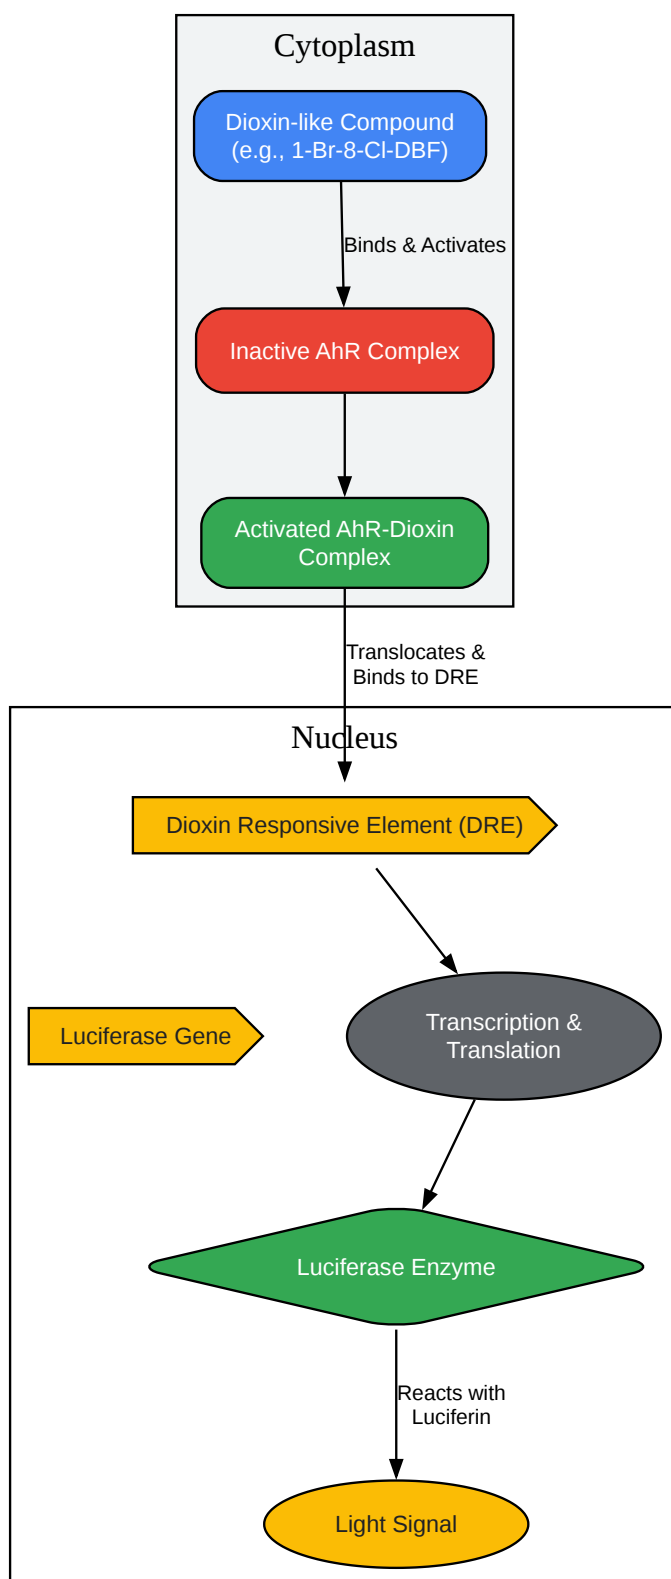 Cytoplasm
Dioxin-like Compound
(e.g., 1-Br-8-Cl-DBF)
Binds & Activates
Inactive AhR Complex
Activated AhR-Dioxin
Complex
Translocates &
Binds to DRE
Nucleus
Dioxin Responsive Element (DRE)
Luciferase Gene
Transcription &
Translation
Luciferase Enzyme
Reacts with
Luciferin
Light Signal